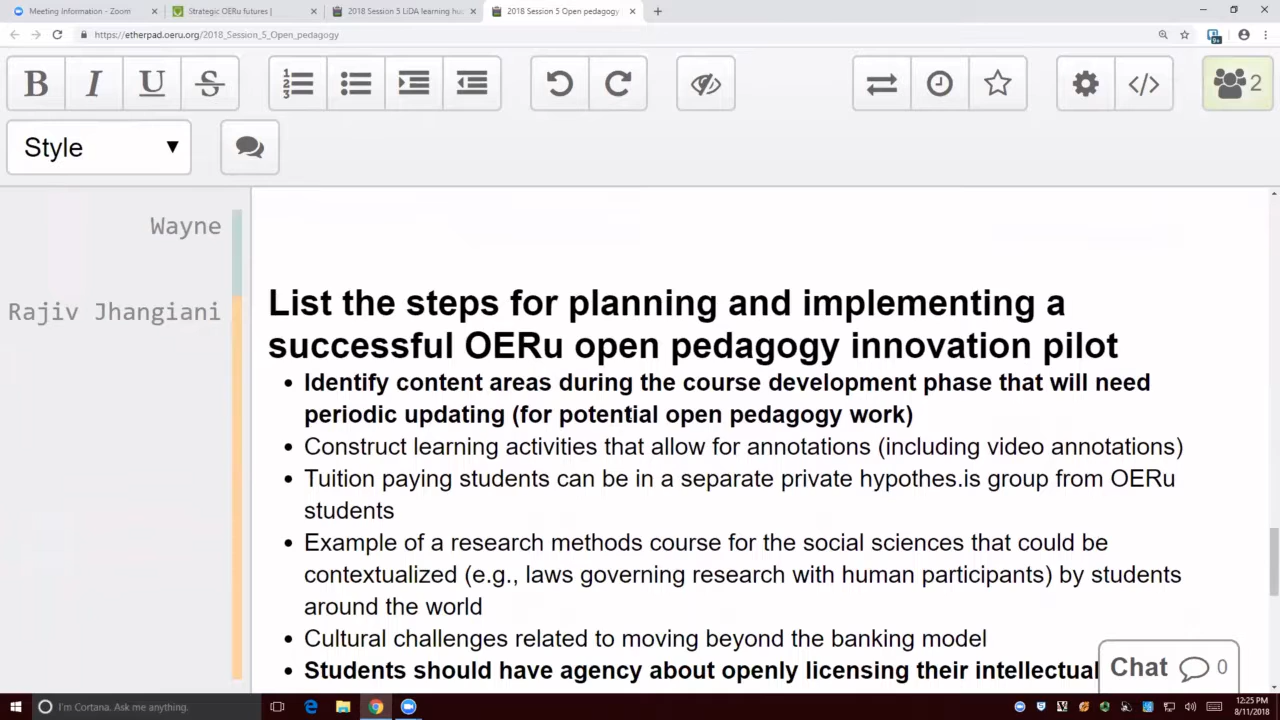 Meeting Information - Zoom
Strategic OERu futures |
2018 Session 5 LiDA learning hu
2018 Session 5 Open pedagogy
https://etherpad.oeru.org/2018_Session_5_Open_pedagogy
B I U S
2
Style
Wayne
Rajiv Jhangiani
List the steps for planning and implementing a
successful OERu open pedagogy innovation pilot
• Identify content areas during the course development phase that will need
periodic updating (for potential open pedagogy work)
• Construct learning activities that allow for annotations (including video annotations)
• Tuition paying students can be in a separate private hypothes.is group from OERu
students
• Example of a research methods course for the social sciences that could be
contextualized (e.g., laws governing research with human participants) by students
around the world
• Cultural challenges related to moving beyond the banking model
• Students should have agency about openly licensing their intellectual
Chat 0
I'm Cortana. Ask me anything.
12:25 PM
8/11/2018